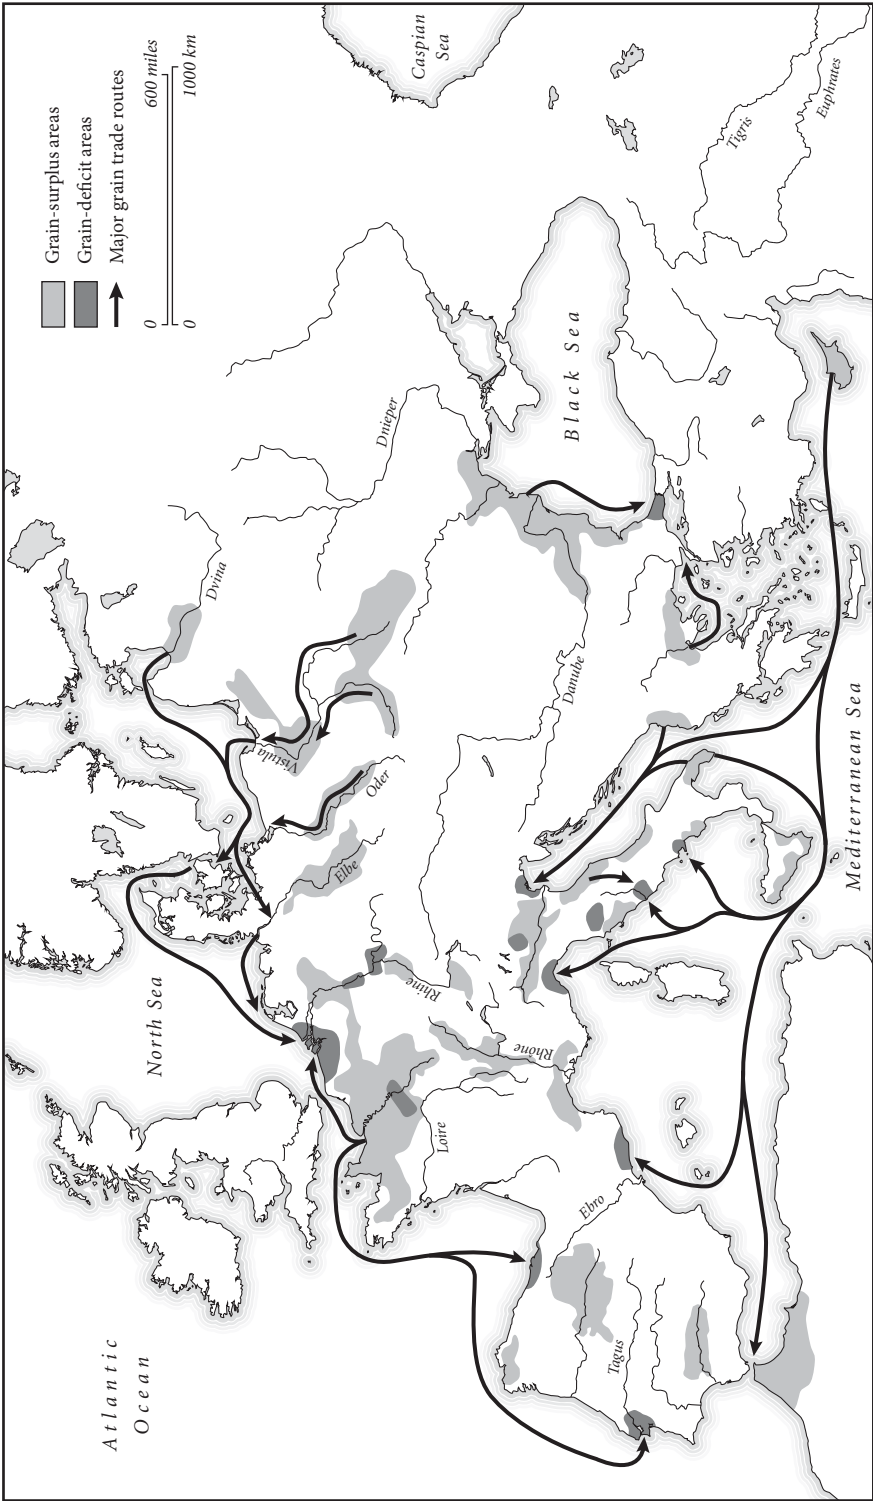 Grain-surplus areas
Grain-deficit areas
Major grain trade routes
0
600 miles
0
1000 km
Atlantic
Ocean
North Sea
Caspian
Sea
Black Sea
Mediterranean Sea
Dvina
Dnieper
Vistula
Oder
Elbe
Rhine
Danube
Loire
Rhone
Ebro
Tagus
Tigris
Euphrates